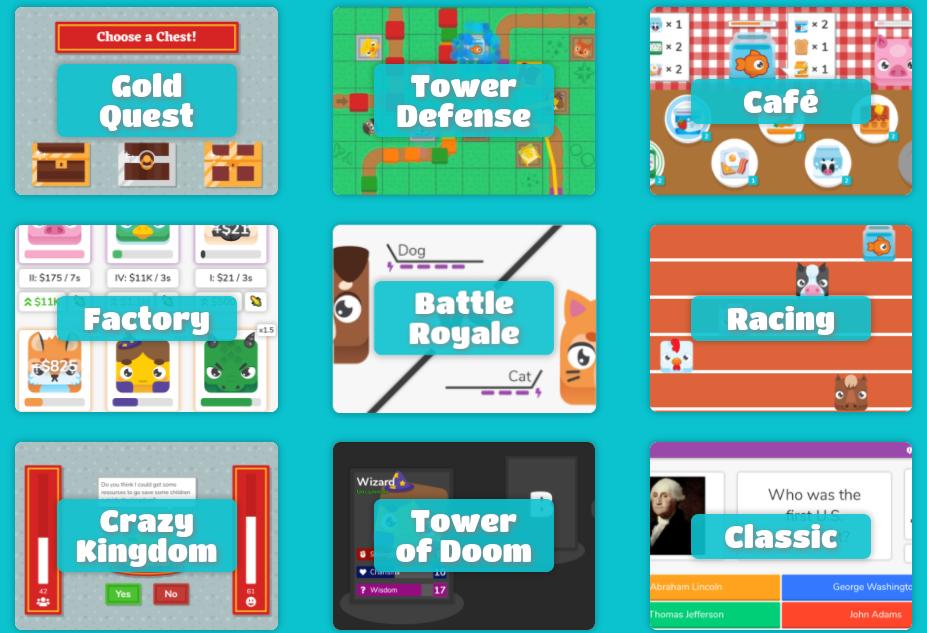 Choose a Chest!
Gold
Quest
Tower
Defense
× 1
× 2
× 2
× 2
× 1
× 1
Café
2
2
2
2
1
2
+$21
II: $175 / 7s
IV: $11K / 3s
I: $21 / 3s
$11K
Factory
x1.5
+$825
Dog
Battle
Royale
Cat
Racing
Do you think I could get some
resources to go save some children
Crazy
Kingdom
42
Yes
No
61
Wizard
Uncommon
Tower
of Doom
Charisma
10
? Wisdom
17
Who was the
first U.S.
Classic
Abraham Lincoln
George Washingto
Thomas Jefferson
John Adams